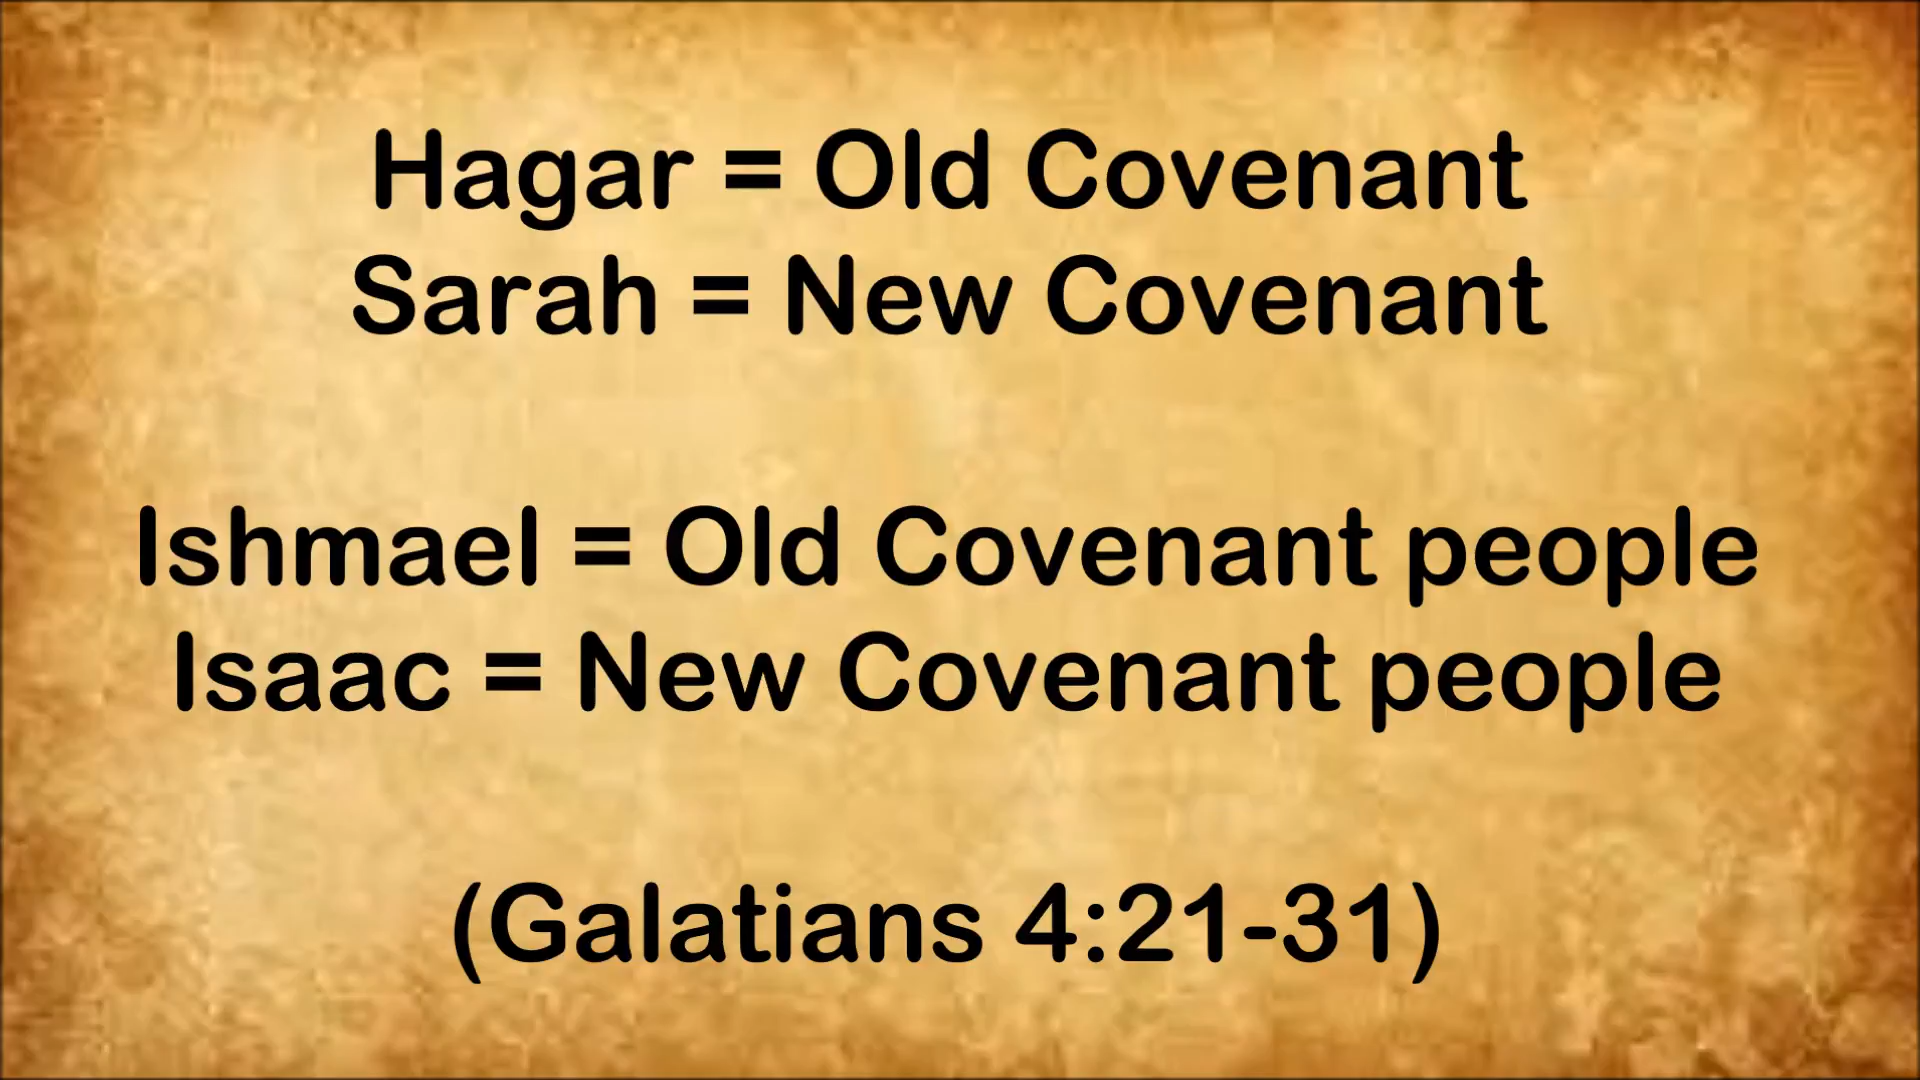 Hagar = Old Covenant
Sarah = New Covenant
Ishmael = Old Covenant people
Isaac = New Covenant people
(Galatians 4:21-31)